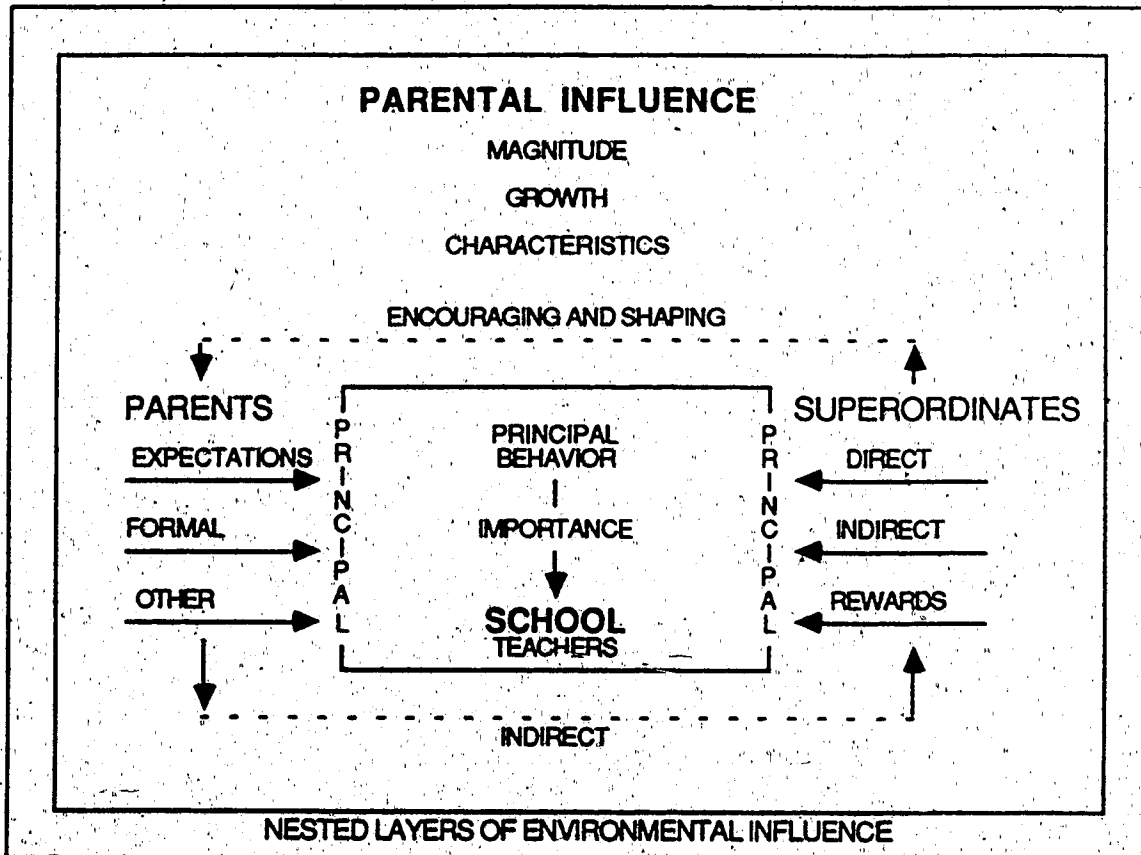 PARENTAL INFLUENCE
MAGNITUDE
GROWTH
CHARACTERISTICS
ENCOURAGING AND SHAPING
PARENTS
SUPERORDINATES
EXPECTATIONS
FORMAL
OTHER
PRINCIPAL
PRINCIPAL
BEHAVIOR
IMPORTANCE
SCHOOL
TEACHERS
PRINCIPAL
DIRECT
INDIRECT
REWARDS
INDIRECT
NESTED LAYERS OF ENVIRONMENTAL INFLUENCE